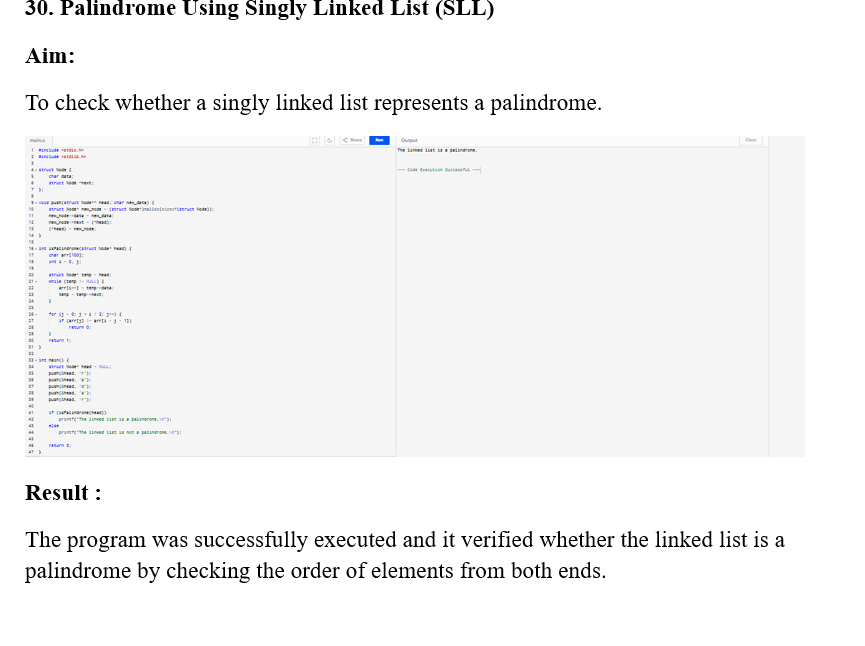 30. Palindrome Using Singly Linked List (SLL)
Aim:
To check whether a singly linked list represents a palindrome.
main.c Share Run Output Clear
1 #include <stdio.h>
The linked list is a palindrome.
2 #include <stdlib.h>
3
4 struct Node {
=== Code Execution Successful ===
5 char data;
6 struct Node *next;
7 };
8
9 void push(struct Node** head, char new_data) {
10 struct Node* new_node = (struct Node*)malloc(sizeof(struct Node));
11 new_node->data = new_data;
12 new_node->next = (*head);
13 (*head) = new_node;
14 }
15
16 int isPalindrome(struct Node* head) {
17 char arr[100];
18 int i = 0, j;
19
20 struct Node* temp = head;
21 while (temp != NULL) {
22 arr[i++] = temp->data;
23 temp = temp->next;
24 }
25
26 for (j = 0; j < i / 2; j++) {
27 if (arr[j] != arr[i - j - 1])
28 return 0;
29 }
30 return 1;
31 }
32
33 int main() {
34 struct Node* head = NULL;
35 push(&head, 'r');
36 push(&head, );
37 push(&head, 'd');
38 push(&head, );
39 push(&head, 'r');
40
41 if (isPalindrome(head))
42 printf("The linked list is a palindrome.\n");
43 else
44 printf("The linked list is not a palindrome.\n");
45
46 return 0;
47 }
Result :
The program was successfully executed and it verified whether the linked list is a
palindrome by checking the order of elements from both ends.